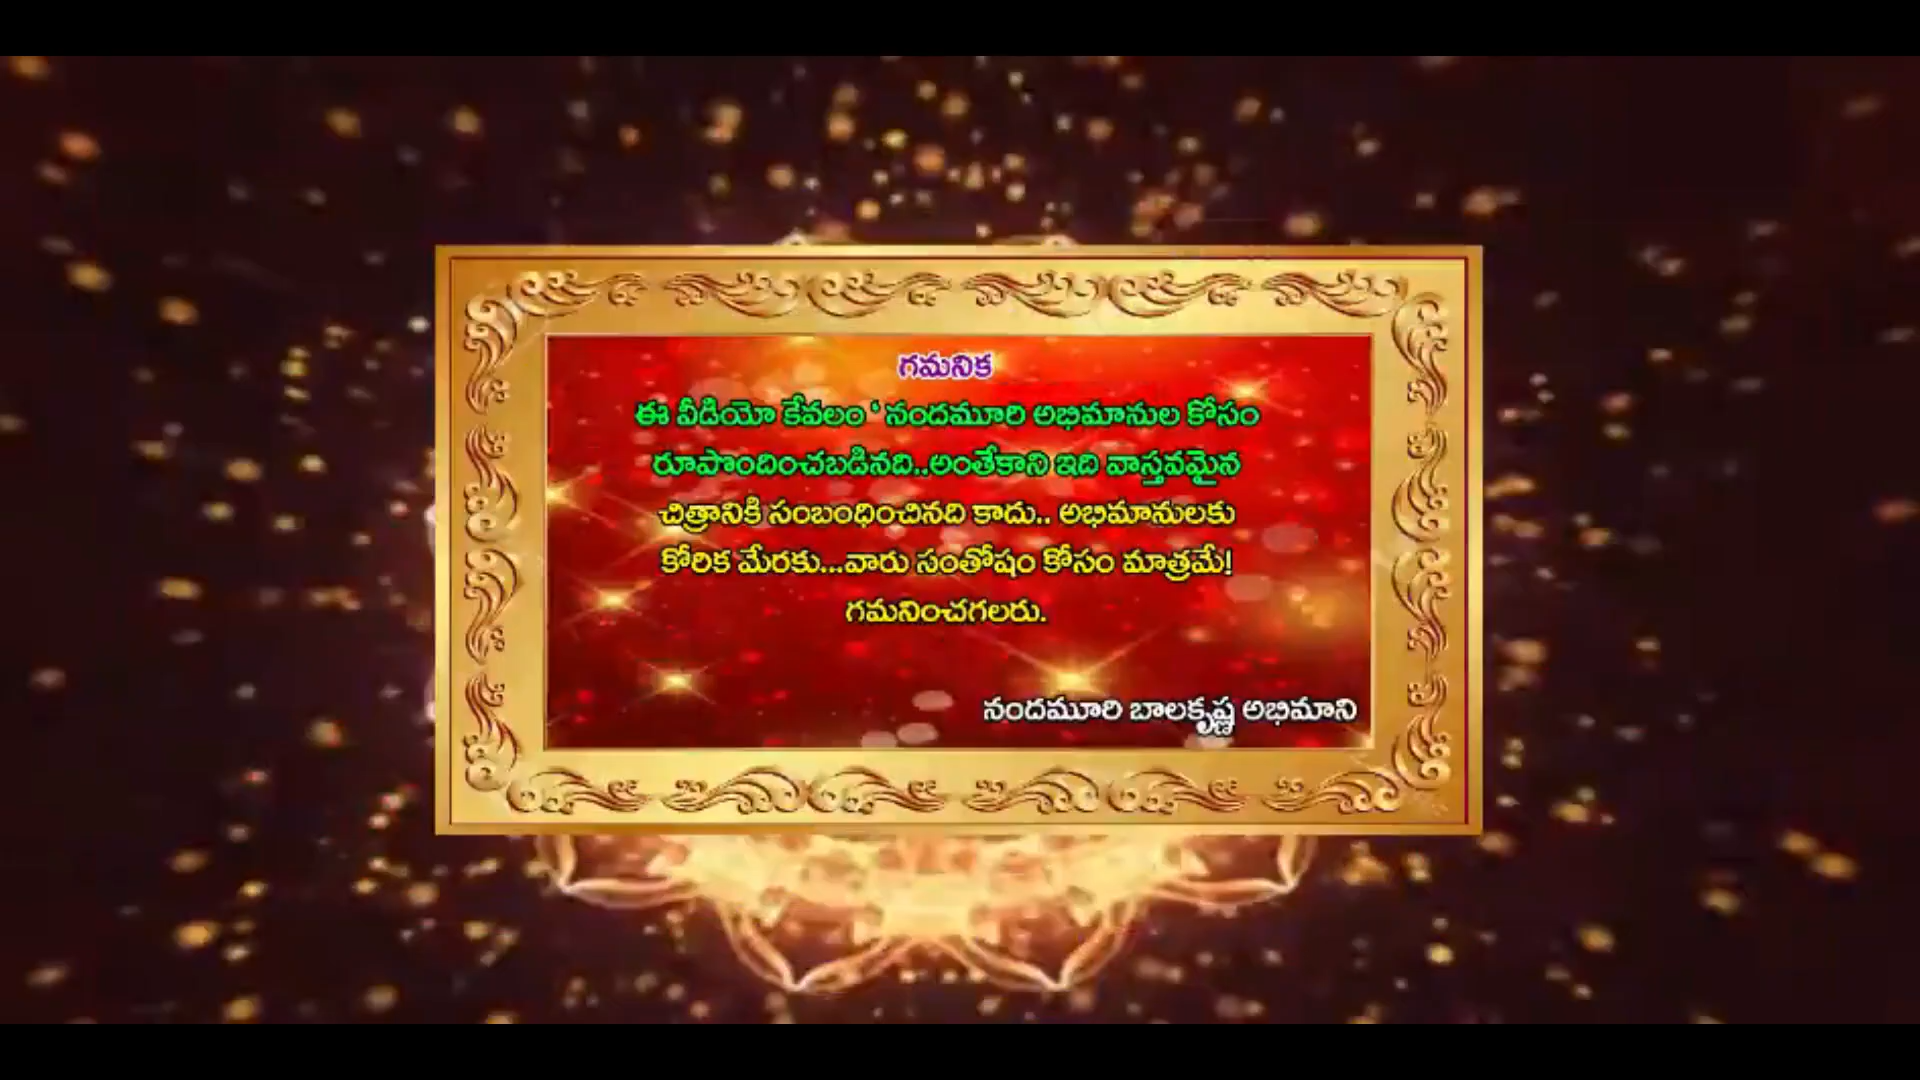 గమనిక
ఈ వీడియో కేవలం ‘ నందమూరి అభిమానుల కోసం
రూపొందించబడినది..అంతేకాని ఇది వాస్తవమైన
చిత్రానికి సంబంధించినది కాదు.. అభిమానులకు
కోరిక మేరకు...వారు సంతోషం కోసం మాత్రమే!
గమనించగలరు.
నందమూరి బాలకృష్ణ అభిమాని